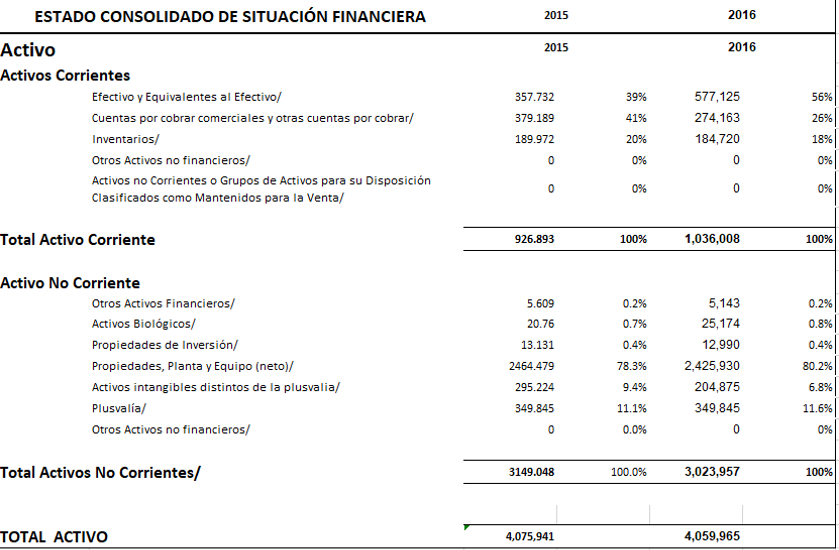 ESTADO CONSOLIDADO DE SITUACIÓN FINANCIERA 2015 2016
Activo 2015 2016
Activos Corrientes
Efectivo y Equivalentes al Efectivo/ 357.732 39% 577,125 56%
Cuentas por cobrar comerciales y otras cuentas por cobrar/ 379.189 41% 274,163 26%
Inventarios/ 189.972 20% 184,720 18%
Otros Activos no financieros/ 0 0% 0 0%
Activos no Corrientes o Grupos de Activos para su Disposición
Clasificados como Mantenidos para la Venta/ 0 0% 0 0%
Total Activo Corriente 926.893 100% 1,036,008 100%
Activo No Corriente
Otros Activos Financieros/ 5.609 0.2% 5,143 0.2%
Activos Biológicos/ 20.76 0.7% 25,174 0.8%
Propiedades de Inversión/ 13.131 0.4% 12,990 0.4%
Propiedades, Planta y Equipo (neto)/ 2464.479 78.3% 2,425,930 80.2%
Activos intangibles distintos de la plusvalia/ 295.224 9.4% 204,875 6.8%
Plusvalía/ 349.845 11.1% 349,845 11.6%
Otros Activos no financieros/ 0 0.0% 0 0%
Total Activos No Corrientes/ 3149.048 100.0% 3,023,957 100%
TOTAL ACTIVO 4,075,941 4,059,965